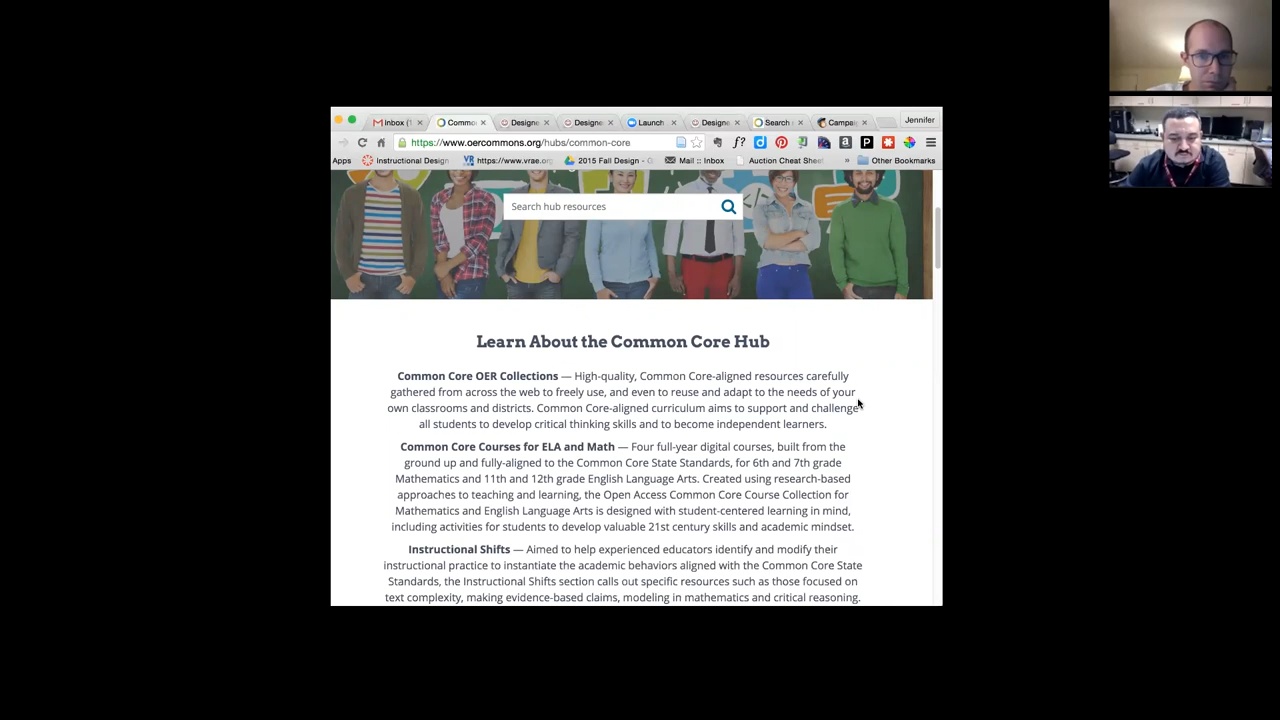 Inbox (1
Commo
Designe
Designe
Launch
Designe
Search
Campai
Jennifer
https://www.oercommons.org/hubs/common-core
f?
Apps
Instructional Design
https://www.vrae.org
2015 Fall Design - G
Mail :: Inbox
Auction Cheat Sheet
»
Other Bookmarks
Search hub resources
Learn About the Common Core Hub
Common Core OER Collections — High-quality, Common Core-aligned resources carefully
gathered from across the web to freely use, and even to reuse and adapt to the needs of your
own classrooms and districts. Common Core-aligned curriculum aims to support and challenge
all students to develop critical thinking skills and to become independent learners.
Common Core Courses for ELA and Math — Four full-year digital courses, built from the
ground up and fully-aligned to the Common Core State Standards, for 6th and 7th grade
Mathematics and 11th and 12th grade English Language Arts. Created using research-based
approaches to teaching and learning, the Open Access Common Core Course Collection for
Mathematics and English Language Arts is designed with student-centered learning in mind,
including activities for students to develop valuable 21st century skills and academic mindset.
Instructional Shifts — Aimed to help experienced educators identify and modify their
instructional practice to instantiate the academic behaviors aligned with the Common Core State
Standards, the Instructional Shifts section calls out specific resources such as those focused on
text complexity, making evidence-based claims, modeling in mathematics and critical reasoning.